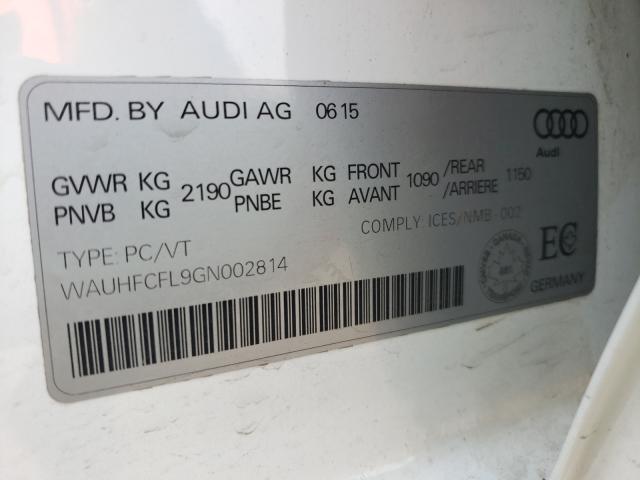 MFD. BY AUDI AG 0615
Audi
GVWR KG 2190 GAWR KG FRONT 1090 /REAR 1150
PNVB KG PNBE KG AVANT /ARRIERE
COMPLY: ICES/NMB-002
TYPE: PC/VT
WAUHFCFL9GN002814
EC
GERMANY